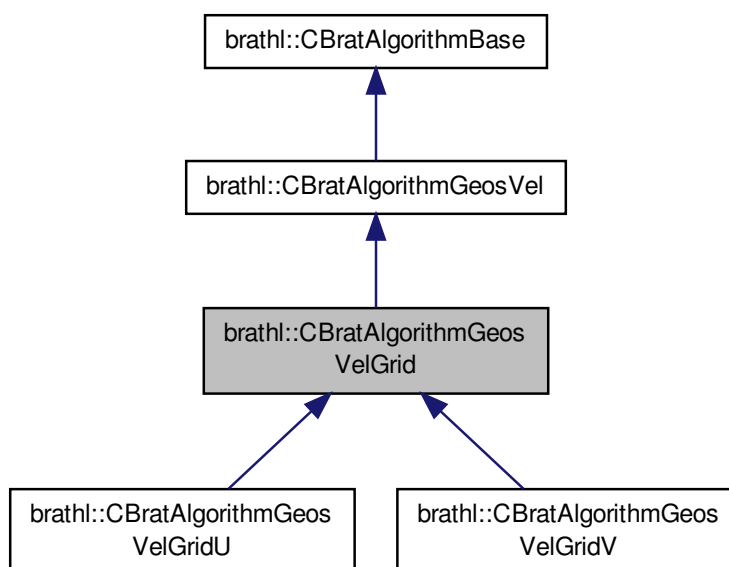 brathl::CBratAlgorithmBase
brathl::CBratAlgorithmGeosVel
brathl::CBratAlgorithmGeos
VelGrid
brathl::CBratAlgorithmGeos
VelGridU
brathl::CBratAlgorithmGeos
VelGridV